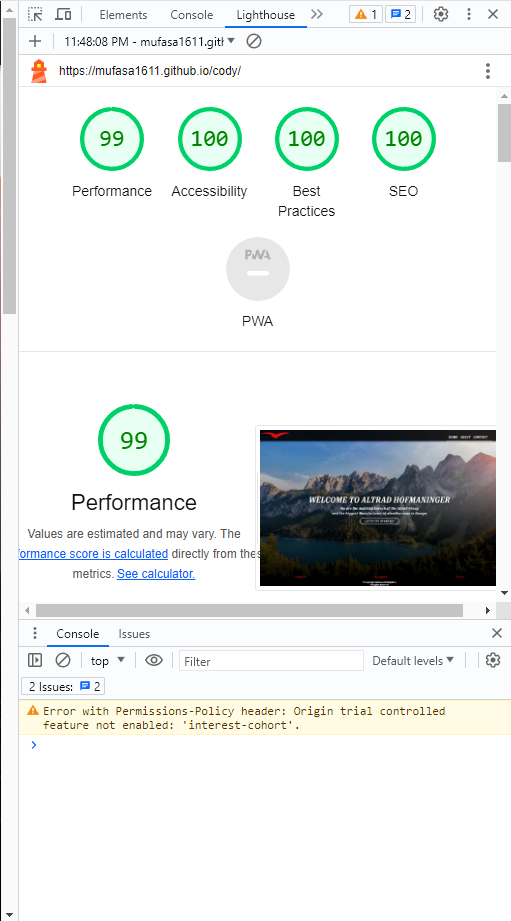 Elements Console Lighthouse 1 2
11:48:08 PM - mufasa1611.gitl
https://mufasa1611.github.io/cody/
99 100 100 100
Performance Accessibility Best Practices SEO
PWA
PWA
99
Performance
Values are estimated and may vary. The
formance score is calculated directly from these
metrics. See calculator.
HOME ABOUT CONTACT
WELCOME TO ALTRAD HOFMANINGER
Console Issues
top Filter Default levels
2 Issues: 2
Error with Permissions-Policy header: Origin trial controlled
feature not enabled: 'interest-cohort'.